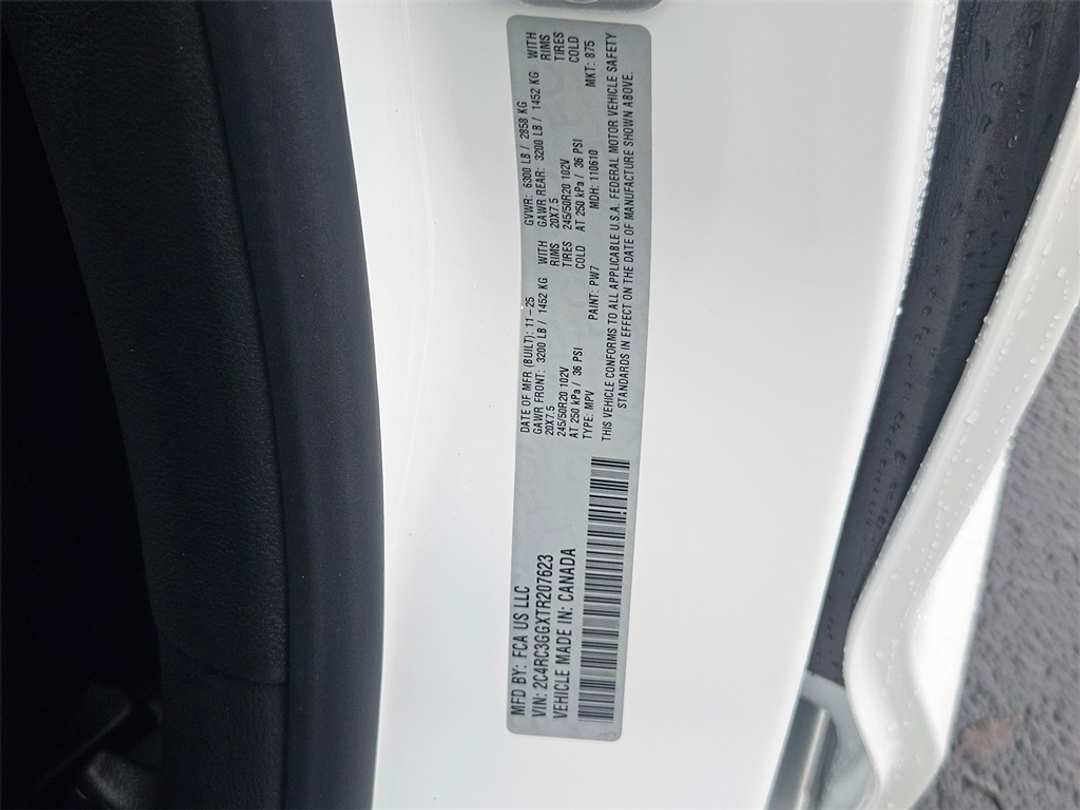 MFD BY: FCA US LLC
VIN: 2C4RC3GGXTR207623
VEHICLE MADE IN: CANADA
DATE OF MFR (BUILT): 11-25 GVWR: 6300 LB / 2858 KG
GAWR FRONT: 3200 LB / 1452 KG WITH GAWR REAR: 3200 LB / 1452 KG WITH
20X7.5 RIMS 20X7.5 RIMS
245/50R20 102V TIRES 245/50R20 102V TIRES
AT 250 kPa / 36 PSI COLD AT 250 kPa / 36 PSI COLD
TYPE: MPV PAINT: PW7 MDH: 110610 MKT: 875
THIS VEHICLE CONFORMS TO ALL APPLICABLE U.S.A. FEDERAL MOTOR VEHICLE SAFETY
STANDARDS IN EFFECT ON THE DATE OF MANUFACTURE SHOWN ABOVE.